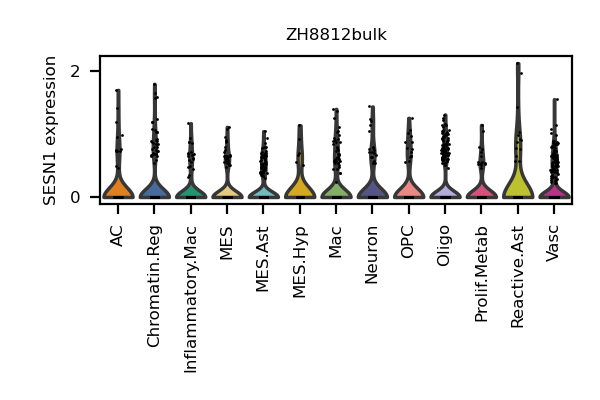 ZH8812bulk
SESN1 expression
2
0
AC
Chromatin.Reg
Inflammatory.Mac
MES
MES.Ast
MES.Hyp
Mac
Neuron
OPC
Oligo
Prolif.Metab
Reactive.Ast
Vasc